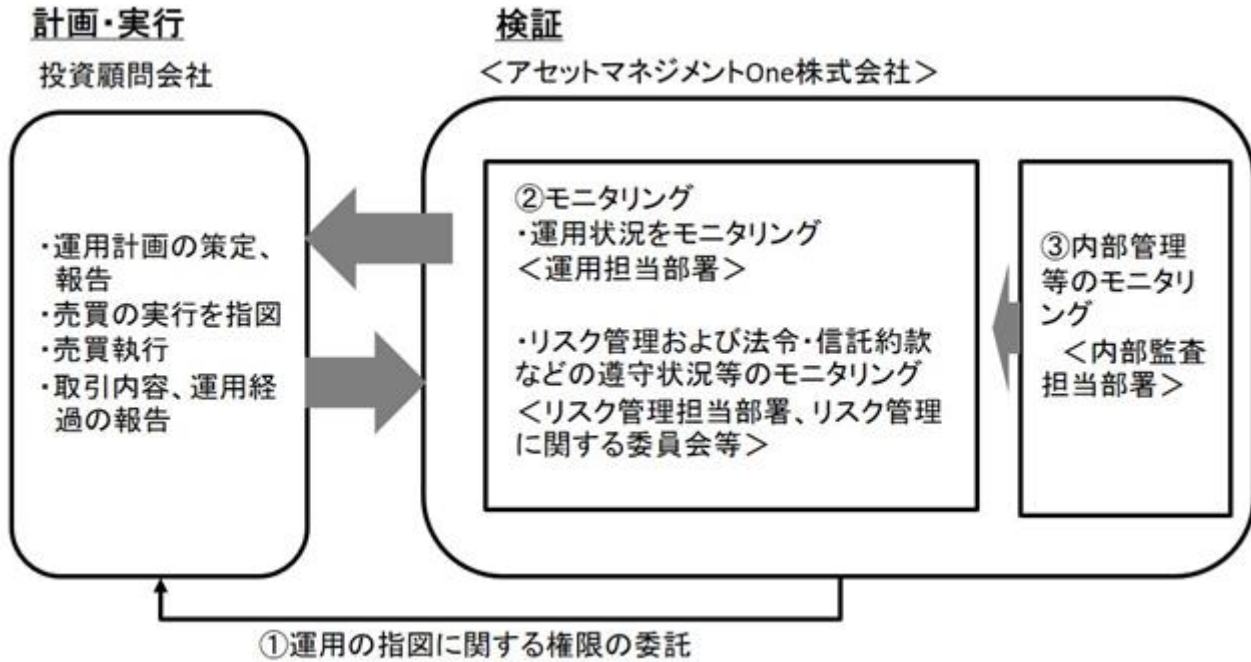 計画・実行
投資顧問会社
・運用計画の策定、
報告
・売買の実行を指図
・売買執行
・取引内容、運用経
過の報告
検証
＜アセットマネジメントOne株式会社＞
②モニタリング
・運用状況をモニタリング
＜運用担当部署＞
・リスク管理および法令・信託約款
などの遵守状況等のモニタリング
＜リスク管理担当部署、リスク管理
に関する委員会等＞
③内部管理
等のモニタリ
ング
＜内部監査
担当部署＞
①運用の指図に関する権限の委託